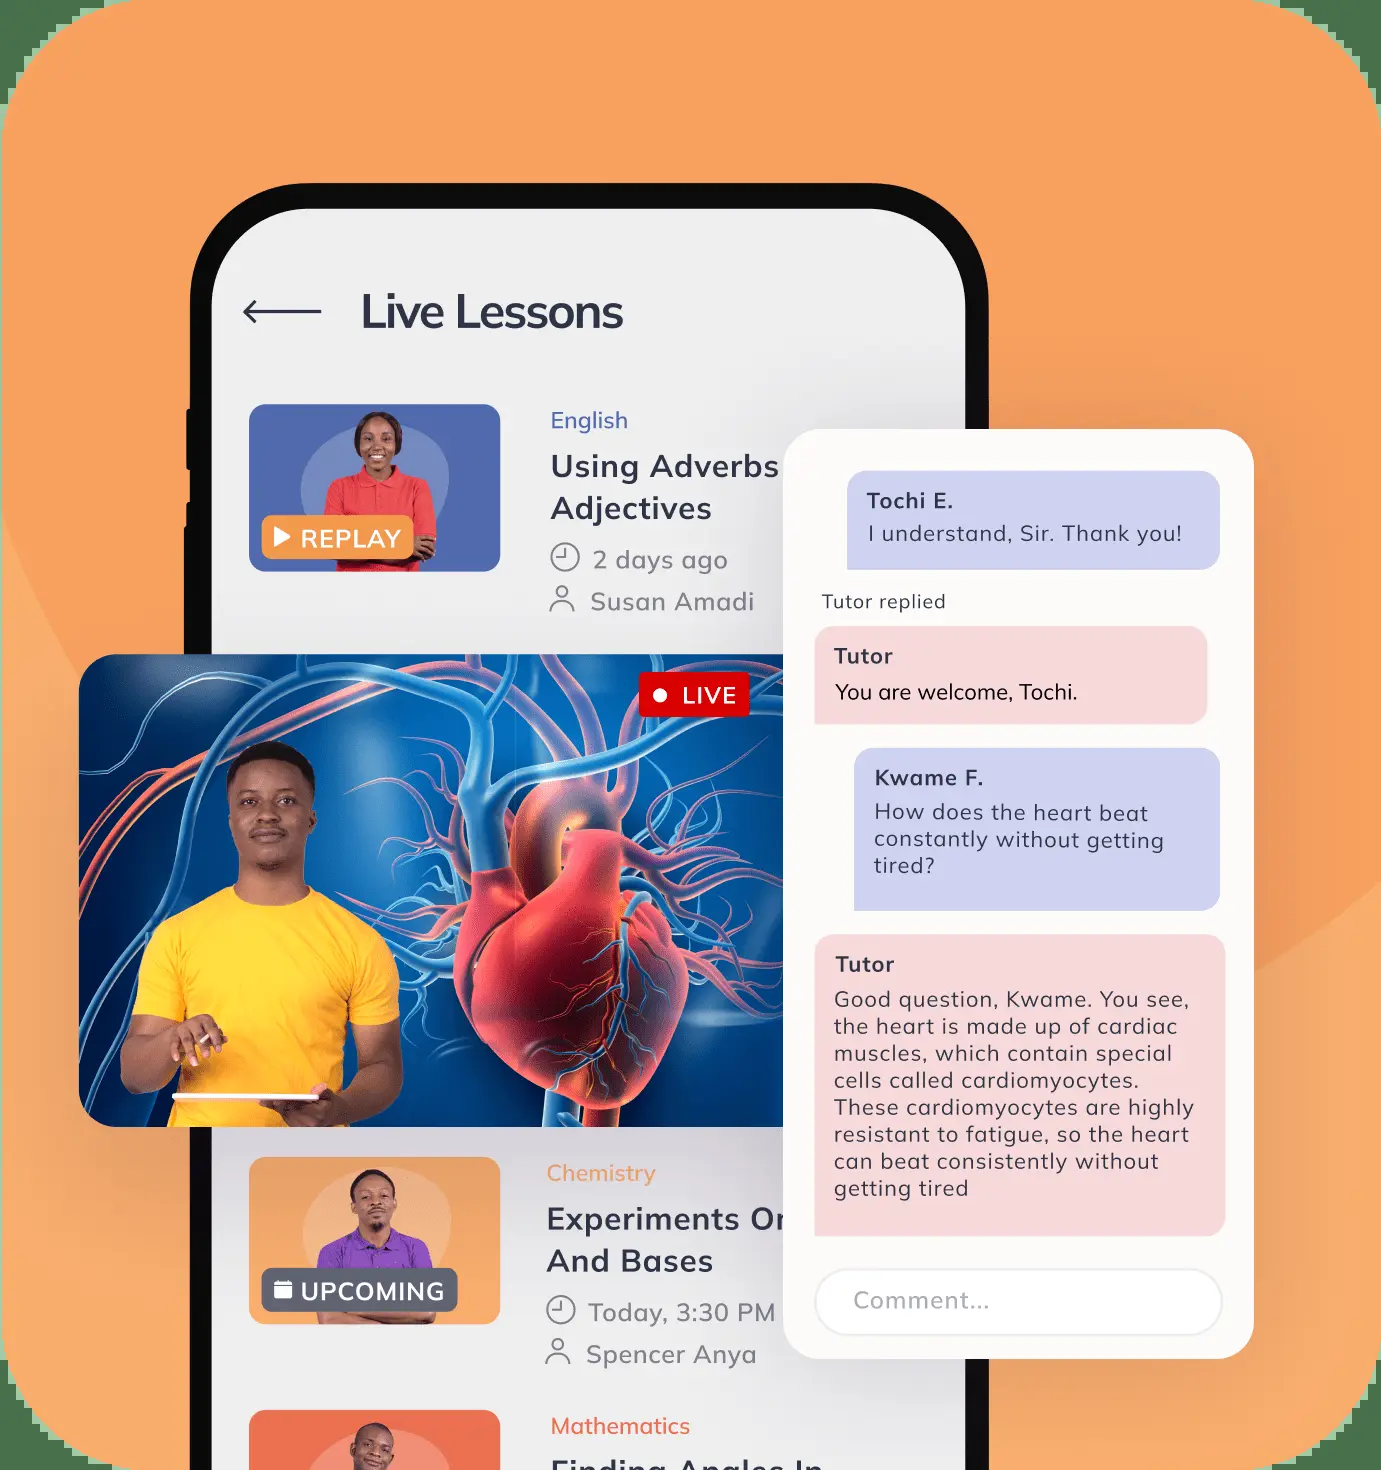 Live Lessons
English
Using Adverbs
Adjectives
REPLAY
2 days ago
Susan Amadi
LIVE
Tochi E.
I understand, Sir. Thank you!
Tutor replied
Tutor
You are welcome, Tochi.
Kwame F.
How does the heart beat
constantly without getting
tired?
Tutor
Good question, Kwame. You see,
the heart is made up of cardiac
muscles, which contain special
cells called cardiomyocytes.
These cardiomyocytes are highly
resistant to fatigue, so the heart
can beat consistently without
getting tired
Comment...
Chemistry
Experiments
And Bases
UPCOMING
Today, 3:30 PM
Spencer Anya
Mathematics
Finding Angles In